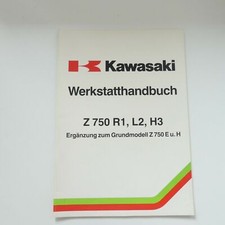 Kawasaki
Werkstatthandbuch
Z 750 R1, L2, H3
Ergänzung zum Grundmodell Z 750 E u. H